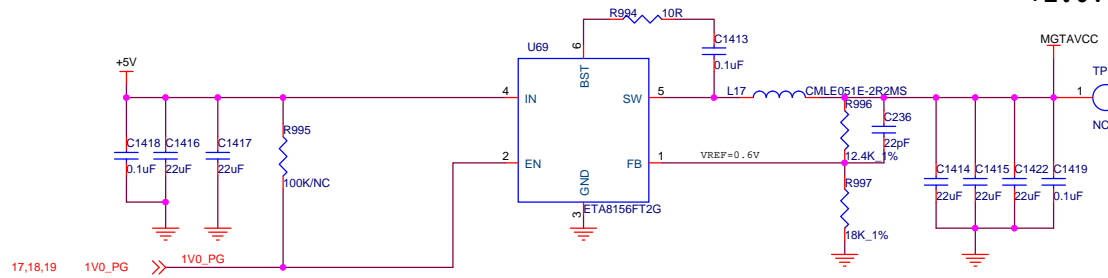 R994 10R
MGTAVCC
U69
6
C1413
0.1uF
+5V
BST
TP
4
IN
SW
5
L17
CMLE051E-2R2MS
1
R996
C236
22pF
NC
C1418
C1416
C1417
R995
0.1uF
22uF
22uF
2
EN
FB
1
VREF=0.6V
12.4K_1%
100K/NC
GND
R997
C1414
C1415
C1422
C1419
22uF
22uF
22uF
0.1uF
3
ETA8156FT2G
18K_1%
17,18,19 1V0_PG
1V0_PG